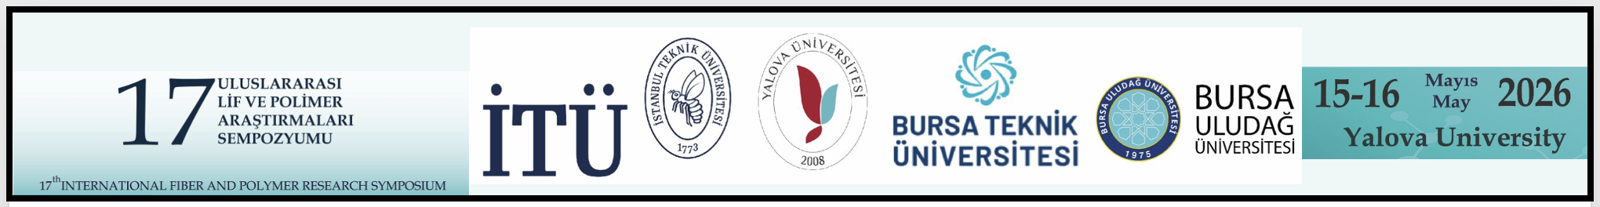 17
ULUSLARARASI
LİF VE POLİMER
ARAŞTIRMALARI
SEMPOZYUMU
17th INTERNATIONAL FIBER AND POLYMER RESEARCH SYMPOSIUM
İTÜ
İSTANBUL TEKNİK ÜNİVERSİTESİ
1773
YALOVA ÜNİVERSİTESİ
2008
BURSA TEKNİK
ÜNİVERSİTESİ
BURSA ULUDAĞ ÜNİVERSİTESİ
1975
BURSA
ULUDAĞ
ÜNİVERSİTESİ
15-16 Mayıs May 2026
Yalova University